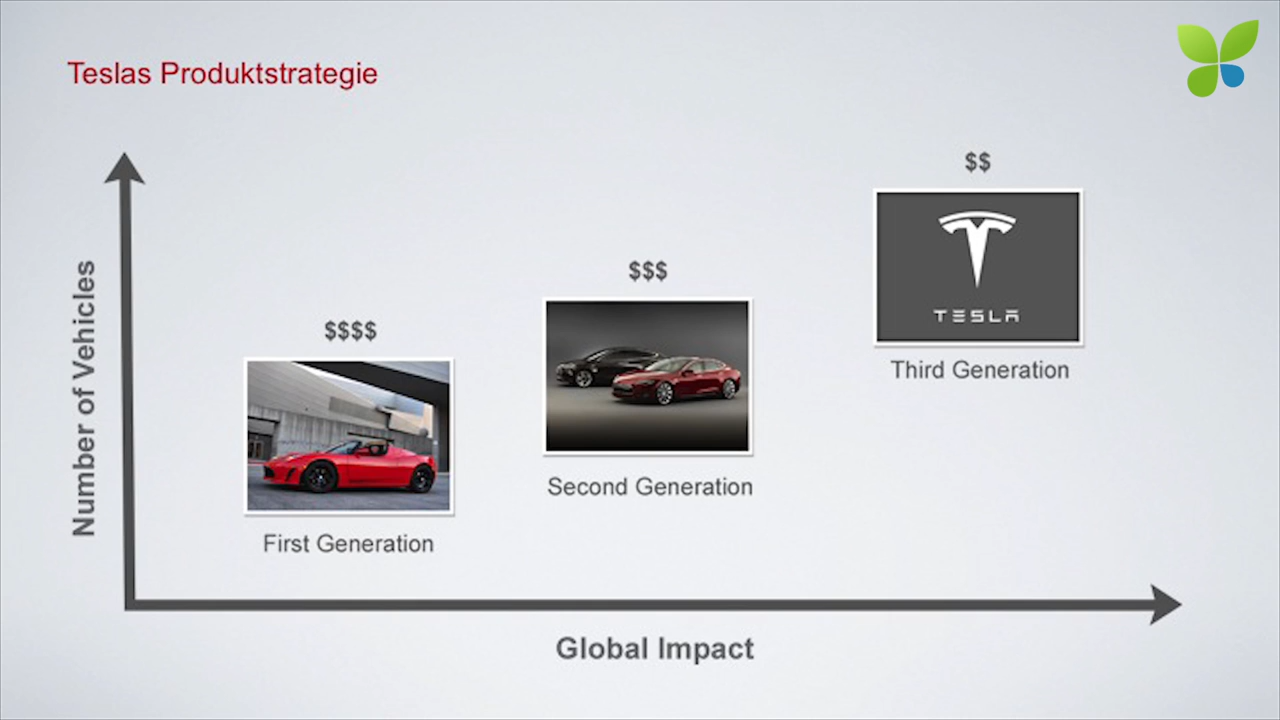 Teslas Produktstrategie
$$
TESLA
Third Generation
$$$
Second Generation
$$$$
First Generation
Number of Vehicles
Global Impact